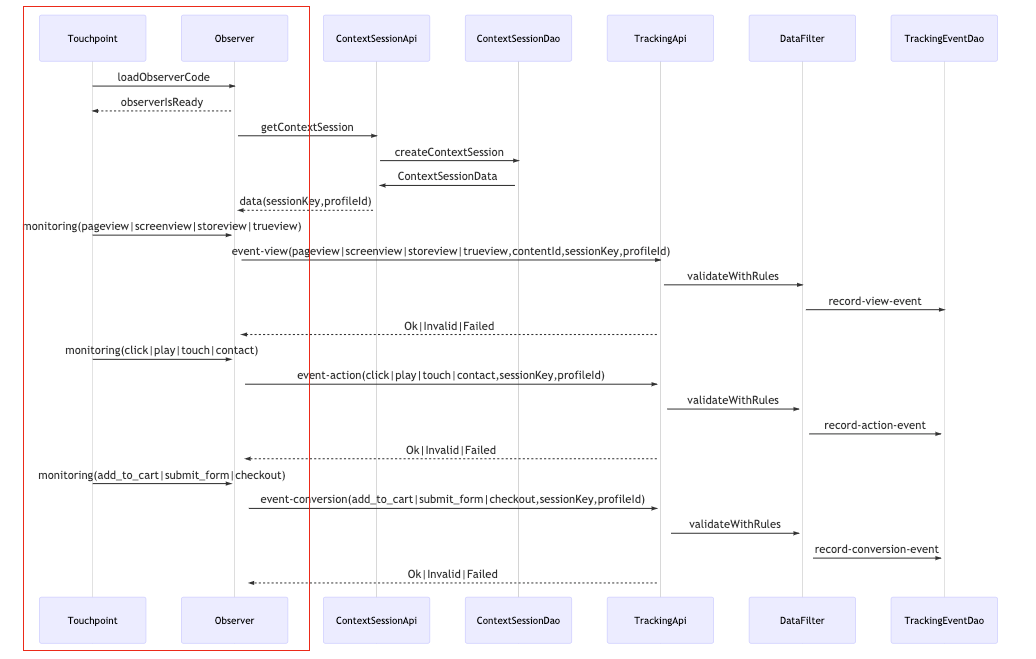 Touchpoint
Observer
ContextSessionApi
ContextSessionDao
TrackingApi
DataFilter
TrackingEventDao
loadObserverCode
observerIsReady
getContextSession
createContextSession
ContextSessionData
data(sessionKey,profileId)
monitoring(pageview|screenview|storeview|trueview)
event-view(pageview|screenview|storeview|trueview,contentId,sessionKey,profileId)
validateWithRules
record-view-event
Ok|Invalid|Failed
monitoring(click|play|touch|contact)
event-action(click|play|touch|contact,sessionKey,profileId)
validateWithRules
record-action-event
Ok|Invalid|Failed
monitoring(add_to_cart|submit_form|checkout)
event-conversion(add_to_cart|submit_form|checkout,sessionKey,profileId)
validateWithRules
record-conversion-event
Ok|Invalid|Failed
Touchpoint
Observer
ContextSessionApi
ContextSessionDao
TrackingApi
DataFilter
TrackingEventDao